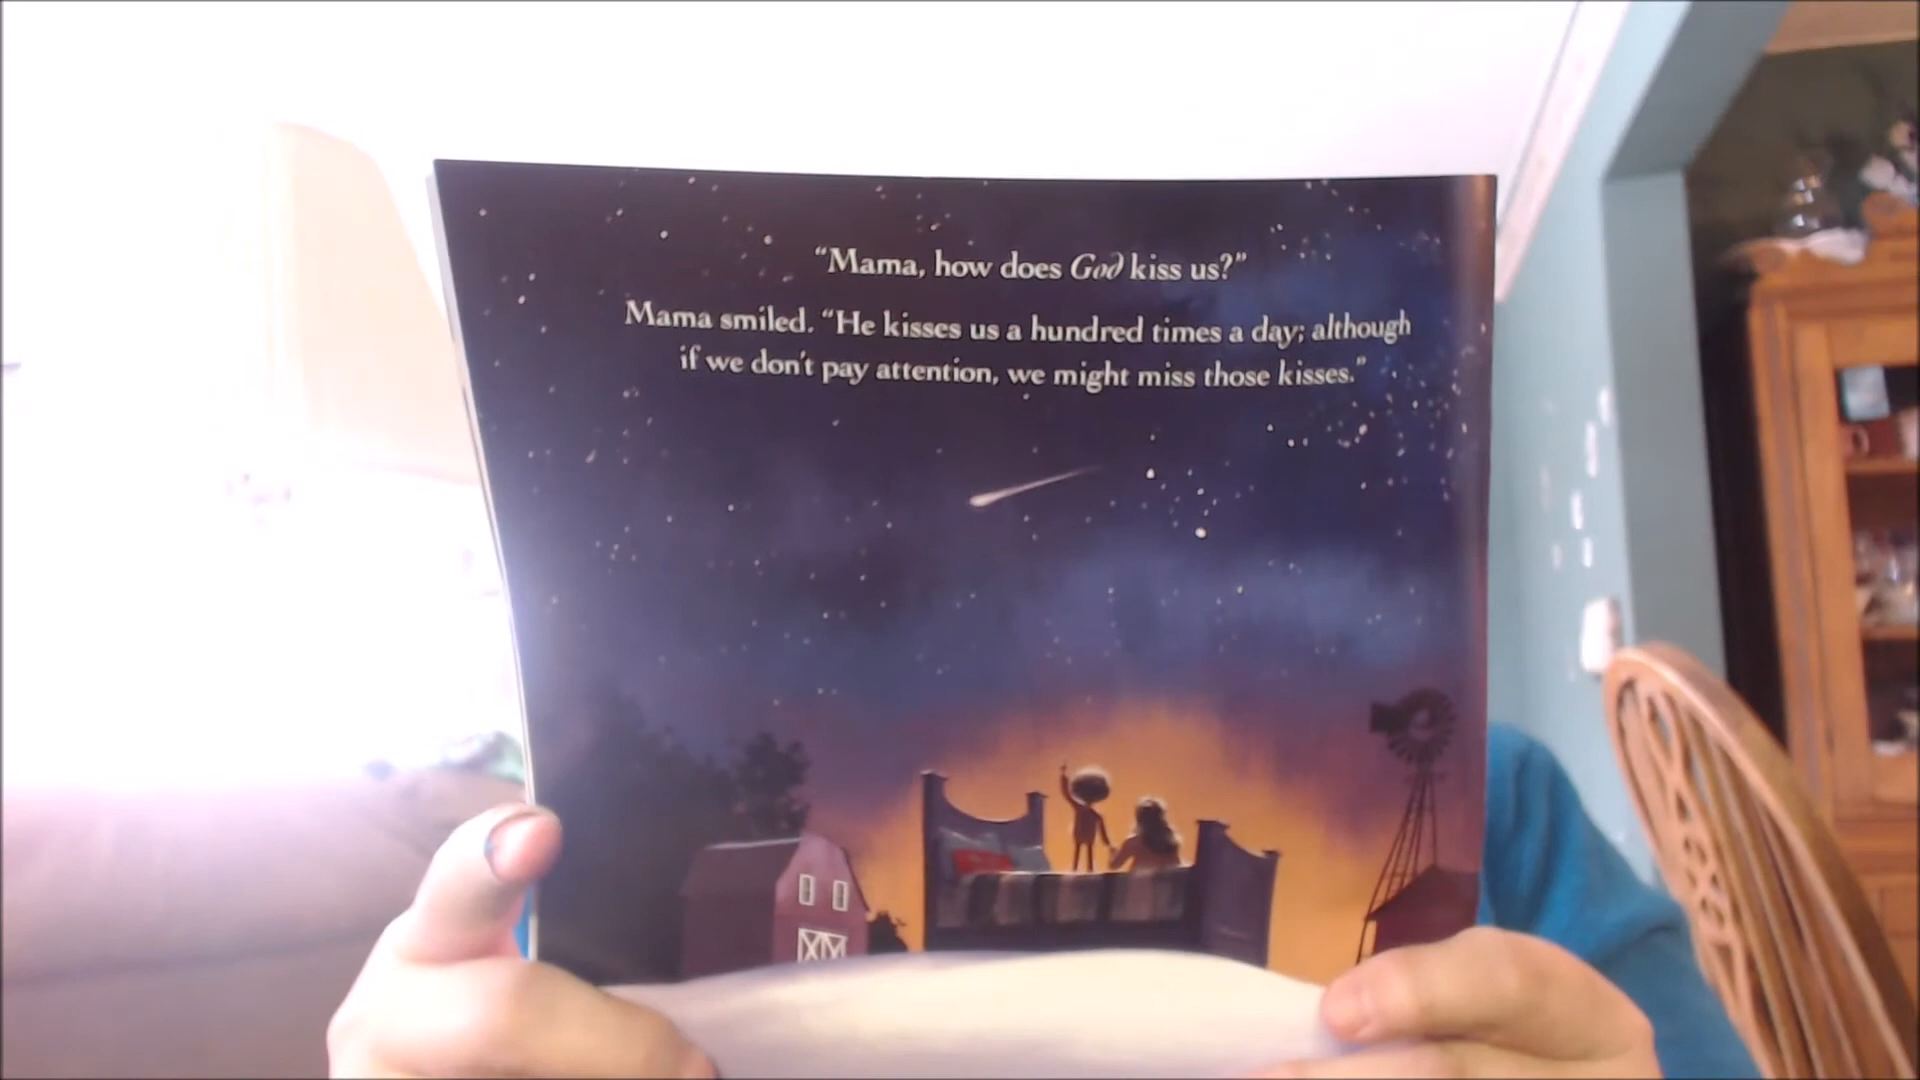 “Mama, how does God kiss us?”
Mama smiled. “He kisses us a hundred times a day; although
if we don't pay attention, we might miss those kisses.”